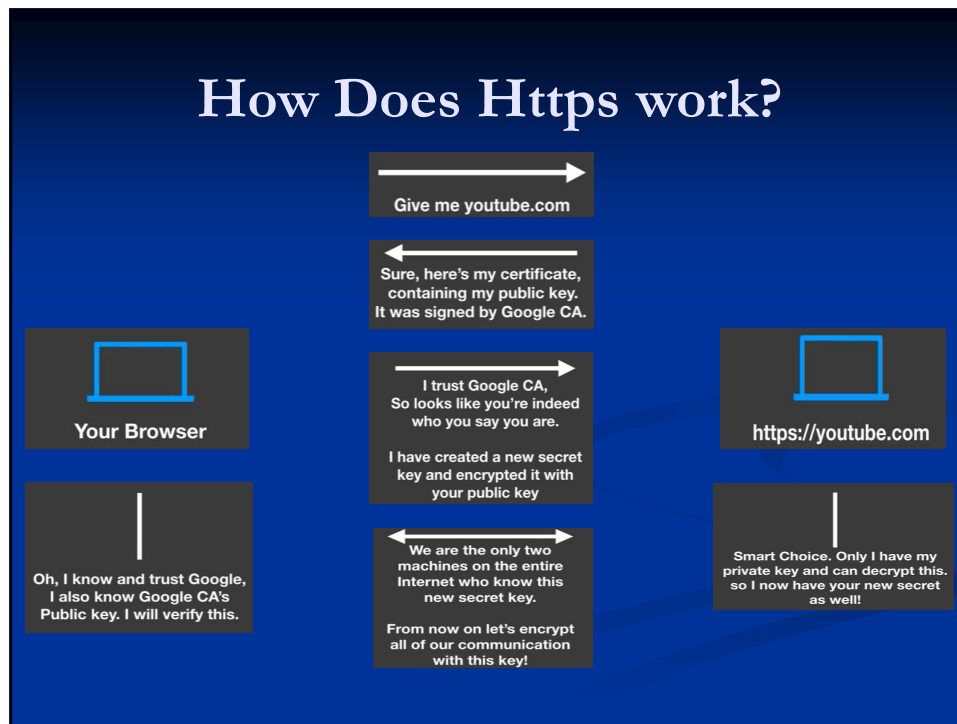 How Does Https work?
Give me youtube.com
Sure, here's my certificate,
containing my public key.
It was signed by Google CA.
Your Browser
I trust Google CA,
So looks like you're indeed
who you say you are.
I have created a new secret
key and encrypted it with
your public key
https://youtube.com
Oh, I know and trust Google,
I also know Google CA's
Public key. I will verify this.
We are the only two
machines on the entire
Internet who know this
new secret key.
From now on let's encrypt
all of our communication
with this key!
Smart Choice. Only I have my
private key and can decrypt this.
so I now have your new secret
as well!